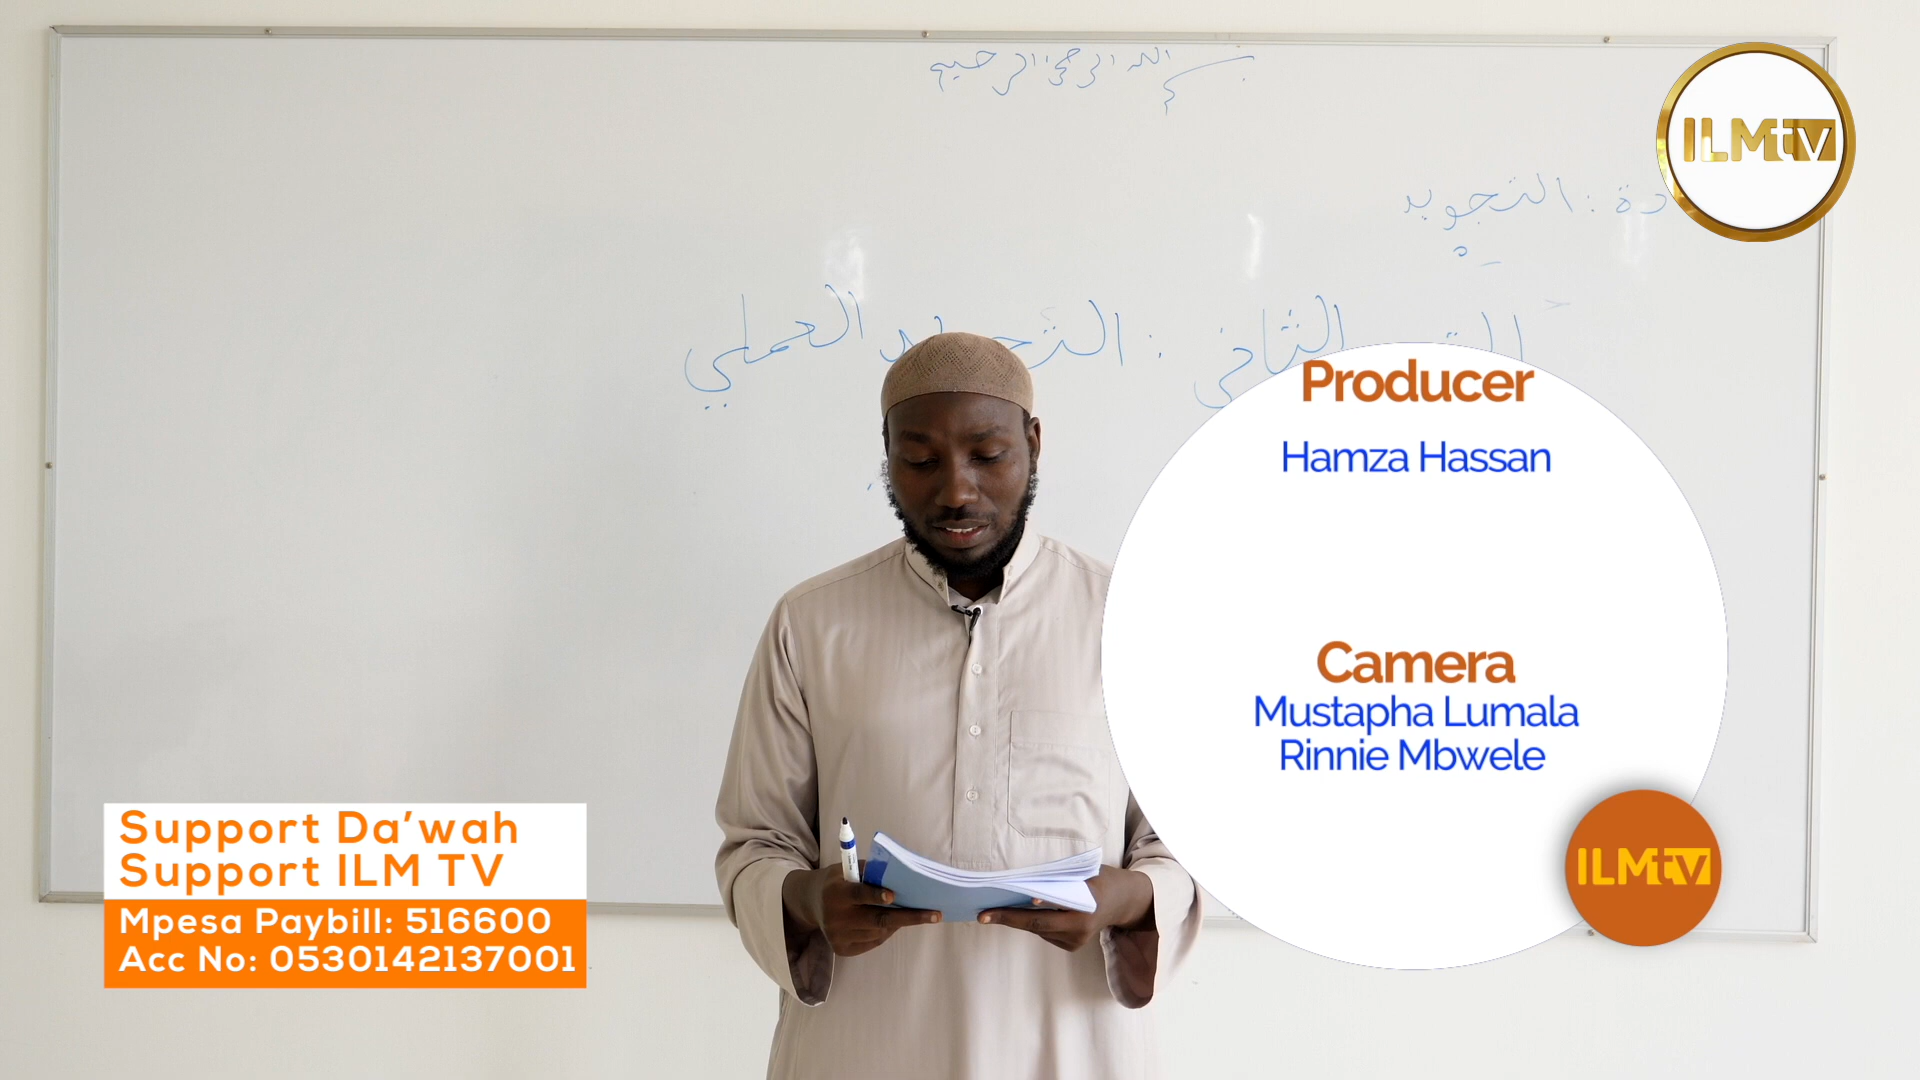 بسم الله الرحمن الرحيم
ILMtv
دة : التجويد
الثاني : التجويد العملي
Producer
Hamza Hassan
Camera
Mustapha Lumala
Rinnie Mbwele
ILMtv
Support Da’wah
Support ILM TV
Mpesa Paybill: 516600
Acc No: 0530142137001